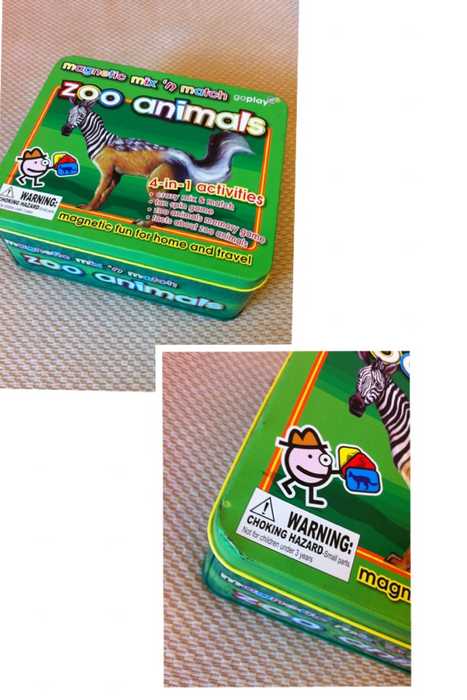 magnetic mix 'n match goplay
zoo animals
4-in-1 activities
• crazy mix & match
• fun spin game
• zoo animals memory game
• facts about zoo animals
WARNING:
CHOKING HAZARD
magnetic fun for home and travel
magnetic mix 'n match
zoo animals
WARNING:
CHOKING HAZARD-Small parts
Not for children under 3 years
magn
zoo